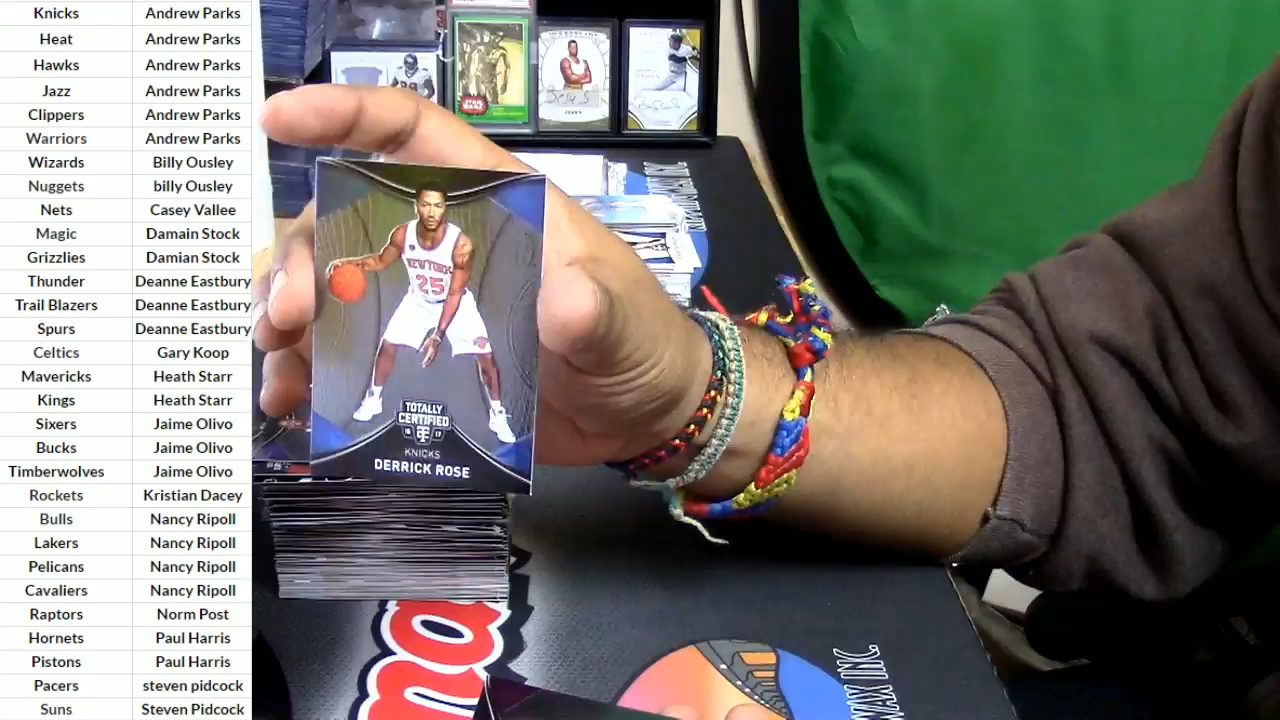 Knicks Andrew Parks
Heat Andrew Parks
Hawks Andrew Parks
Jazz Andrew Parks
Clippers Andrew Parks
Warriors Andrew Parks
Wizards Billy Ousley
Nuggets billy Ousley
Nets Casey Vallee
Magic Damain Stock
Grizzlies Damian Stock
Thunder Deanne Eastbury
Trail Blazers Deanne Eastbury
Spurs Deanne Eastbury
Celtics Gary Koop
Mavericks Heath Starr
Kings Heath Starr
Sixers Jaime Olivo
Bucks Jaime Olivo
Timberwolves Jaime Olivo
Rockets Kristian Dacey
Bulls Nancy Ripoll
Lakers Nancy Ripoll
Pelicans Nancy Ripoll
Cavaliers Nancy Ripoll
Raptors Norm Post
Hornets Paul Harris
Pistons Paul Harris
Pacers steven pidcock
Suns Steven Pidcock
STAR WARS
NEW YORK
25
TOTALLY
CERTIFIED
16 TC 17
KNICKS
DERRICK ROSE
WAX INC